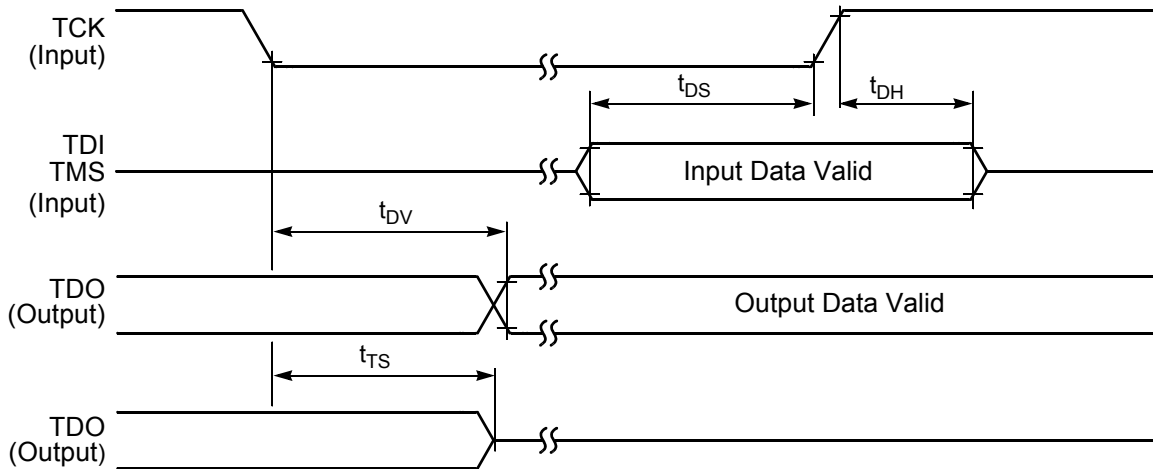 TCK
(Input)
tDS
tDH
TDI
TMS
(Input)
Input Data Valid
tDV
TDO
(Output)
Output Data Valid
tTS
TDO
(Output)